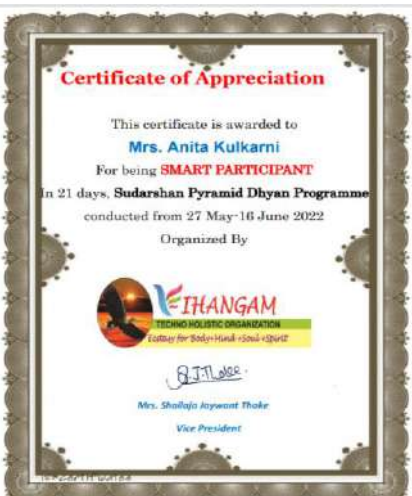 Certificate of Appreciation
This certificate is awarded to
Mrs. Anita Kulkarni
For being SMART PARTICIPANT
In 21 days, Sudarshan Pyramid Dhyan Programme
conducted from 27 May-16 June 2022
Organized By
VIHANGAM
TECHNO HOLISTIC ORGANIZATION
Ecstasy for Body+Mind+Soul+Spirit
S.J.Thoke.
Mrs. Shailaja Jaywant Thoke
Vice President